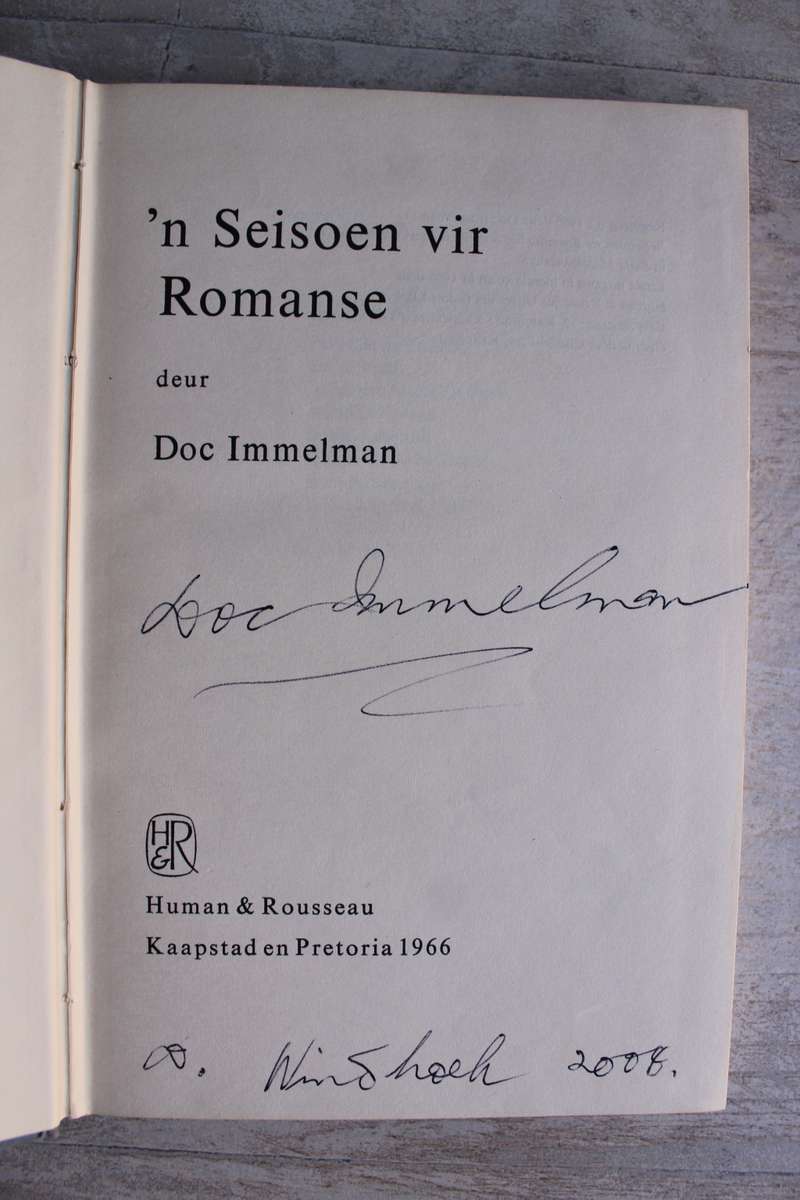 'n Seisoen vir
Romanse
deur
Doc Immelman
Doc Immelman
H&R
Human & Rousseau
Kaapstad en Pretoria 1966
Windhoek 2008.